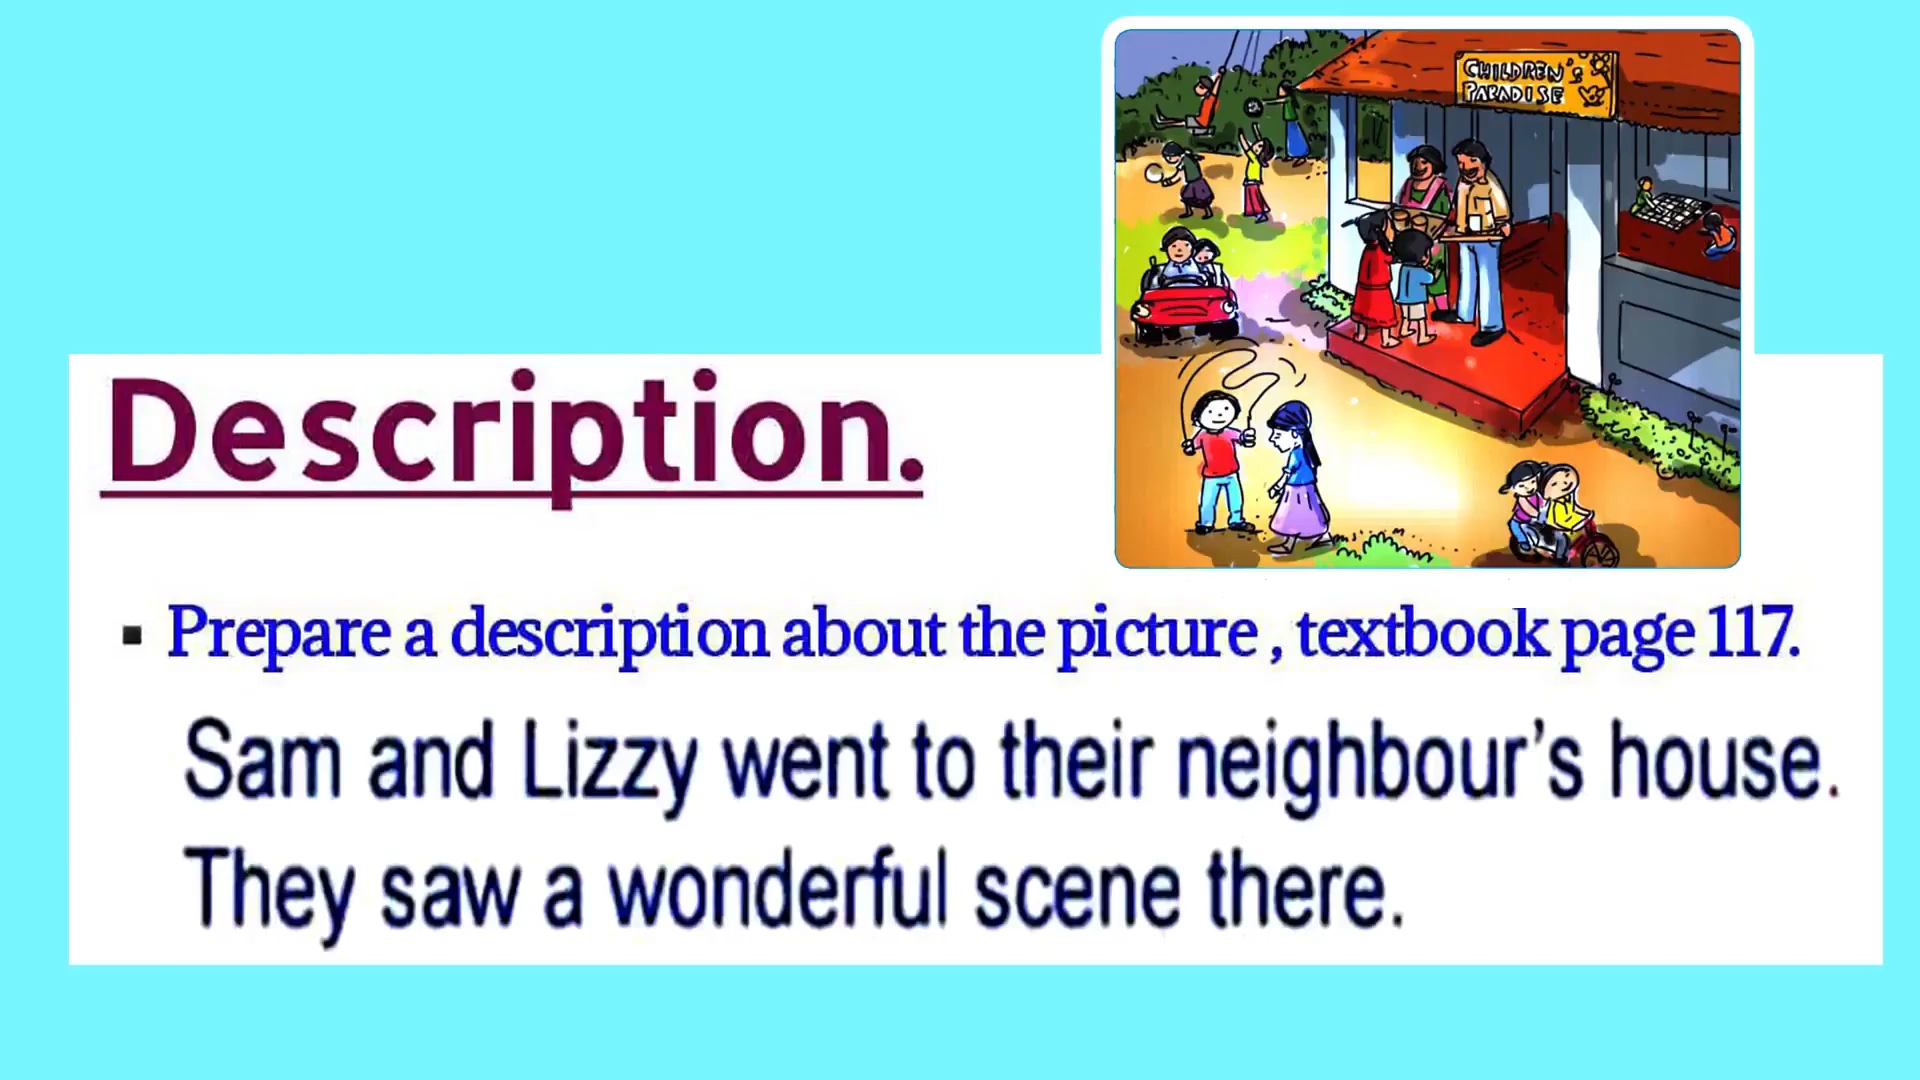 CHILDREN'S
PARADISE
Description.
▪ Prepare a description about the picture , textbook page 117.
Sam and Lizzy went to their neighbour’s house.
They saw a wonderful scene there.